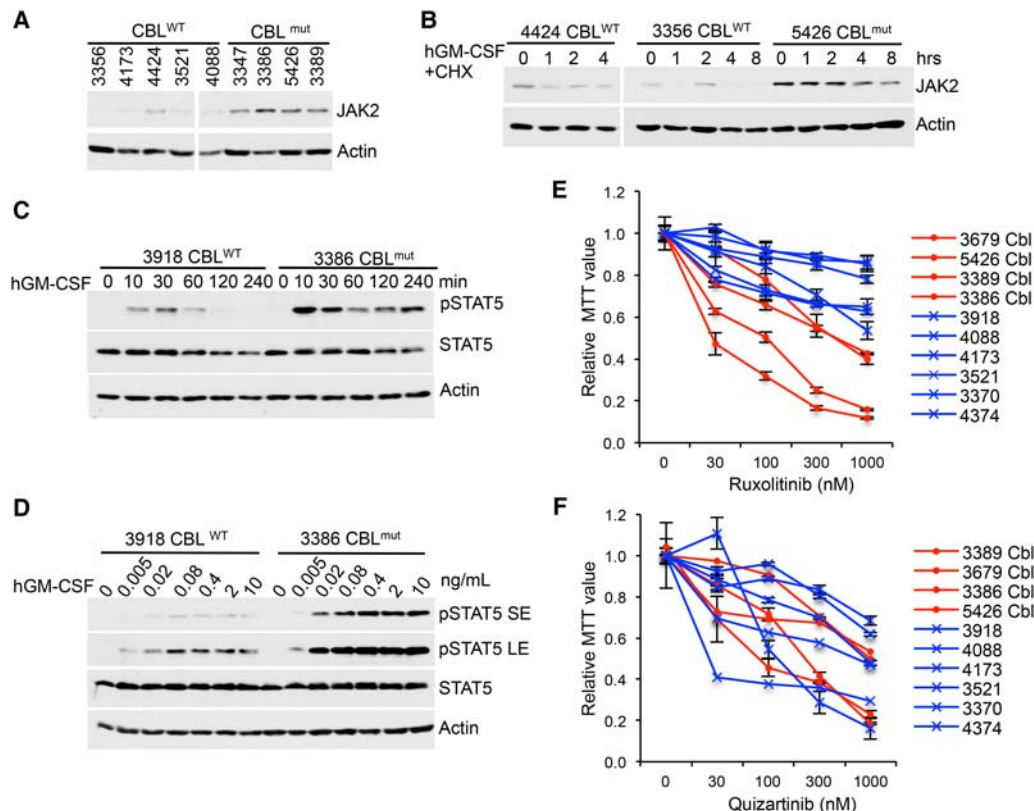 A
CBL^WT CBL^mut
3356 4173 4424 3521 4088 3347 3386 5426 3389
JAK2
Actin
B
4424 CBL^WT 3356 CBL^WT 5426 CBL^mut
hGM-CSF +CHX
0 1 2 4 0 1 2 4 8 0 1 2 4 8 hrs
JAK2
Actin
C
3918 CBL^WT 3386 CBL^mut
hGM-CSF 0 10 30 60 120 240 0 10 30 60 120 240 min
pSTAT5
STAT5
Actin
D
3918 CBL^WT 3386 CBL^mut
hGM-CSF 0 0.005 0.02 0.08 0.4 2 10 0 0.005 0.02 0.08 0.4 2 10 ng/mL
pSTAT5 SE
pSTAT5 LE
STAT5
Actin
E
Relative MTT value
1.2
1.0
0.8
0.6
0.4
0.2
0.0
0 30 100 300 1000
Ruxolitinib (nM)
3679 Cbl
5426 Cbl
3389 Cbl
3386 Cbl
3918
4088
4173
3521
3370
4374
F
Relative MTT value
1.2
1.0
0.8
0.6
0.4
0.2
0.0
0 30 100 300 1000
Quizartinib (nM)
3389 Cbl
3679 Cbl
3386 Cbl
5426 Cbl
3918
4088
4173
3521
3370
4374